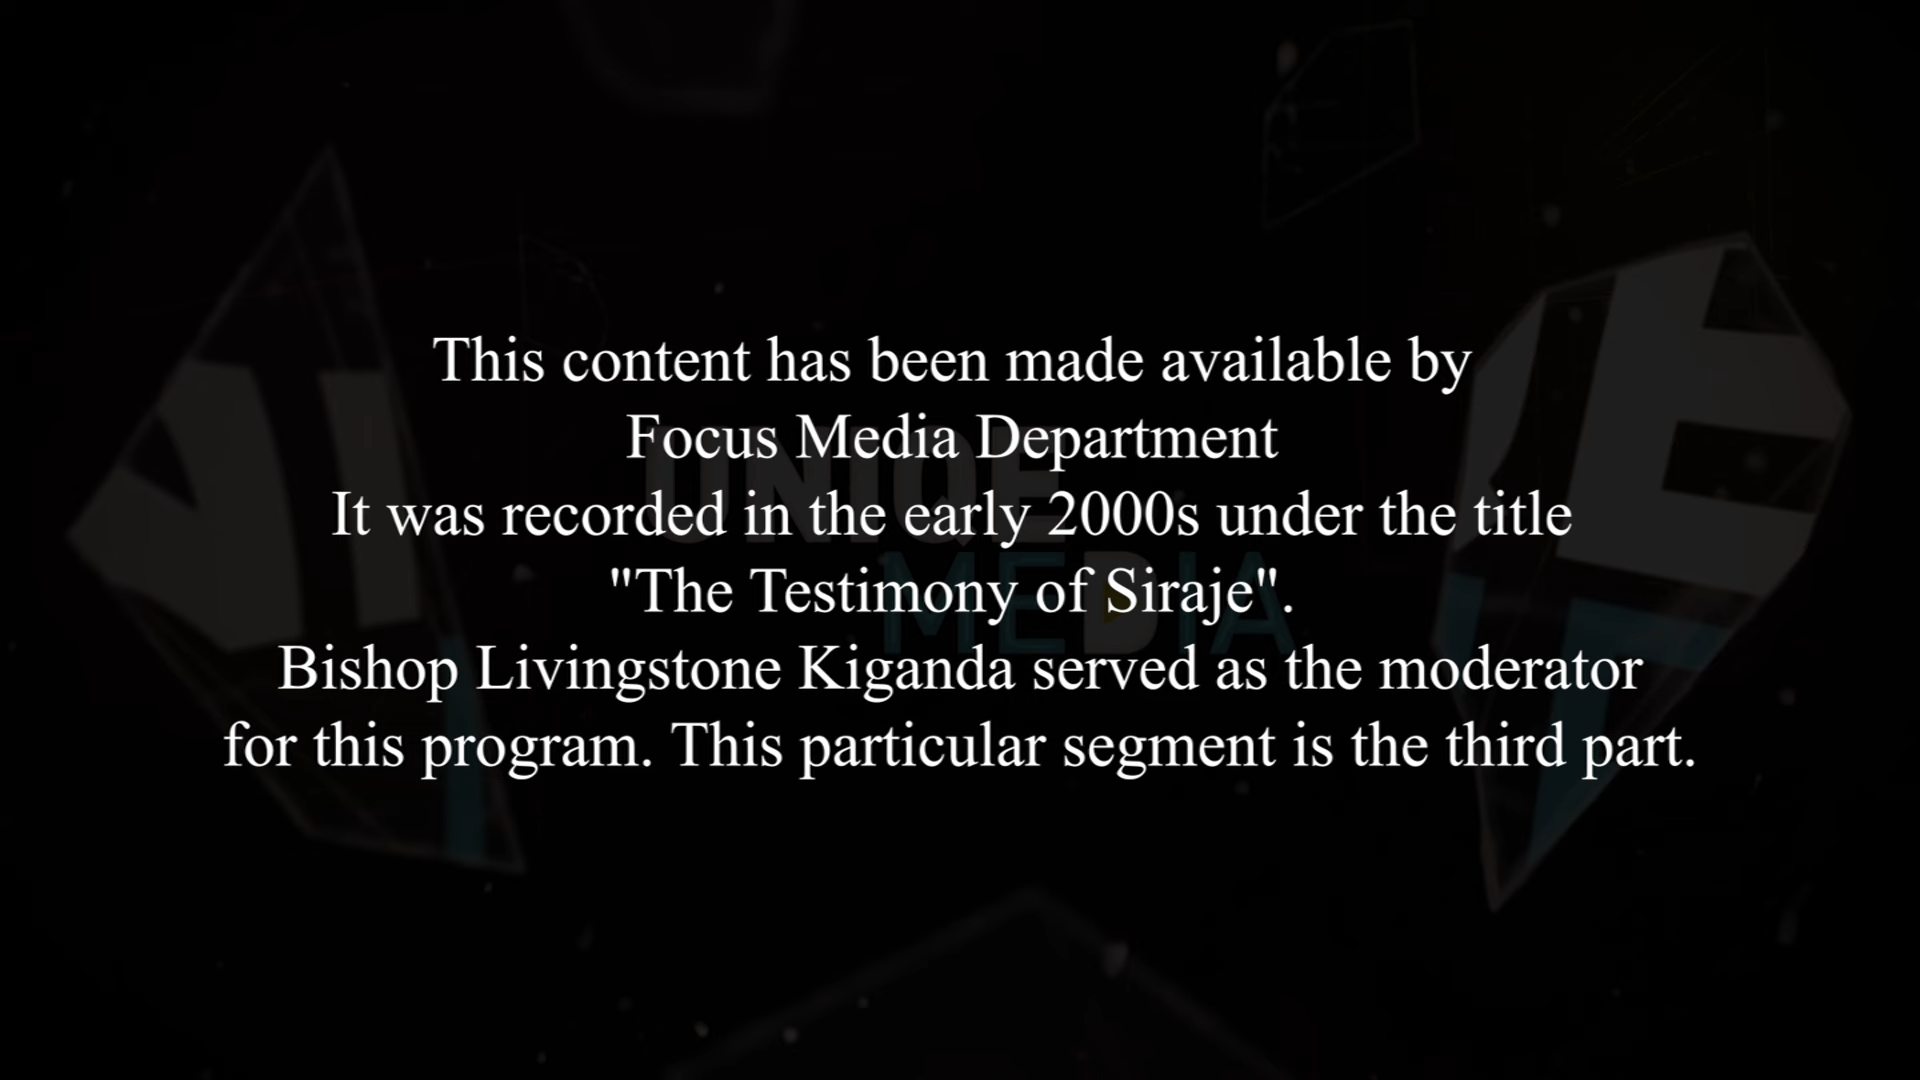 This content has been made available by
Focus Media Department
It was recorded in the early 2000s under the title
"The Testimony of Siraje".
Bishop Livingstone Kiganda served as the moderator
for this program. This particular segment is the third part.
UNIQE
MEDIA